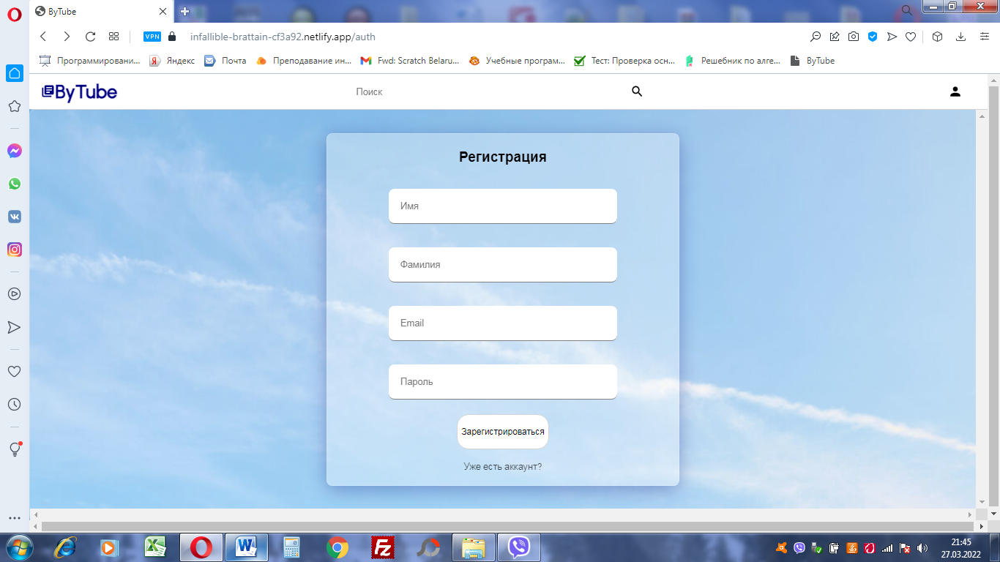 ByTube
VPN
infallible-brattain-cf3a92.netlify.app/auth
Программировани...
Яндекс
Почта
Преподавание ин...
Fwd: Scratch Belaru...
Учебные програм...
Тест: Проверка осн...
Решебник по алге...
ByTube
ByTube
Поиск
Регистрация
Имя
Фамилия
Email
Пароль
Зарегистрироваться
Уже есть аккаунт?
21:45
27.03.2022